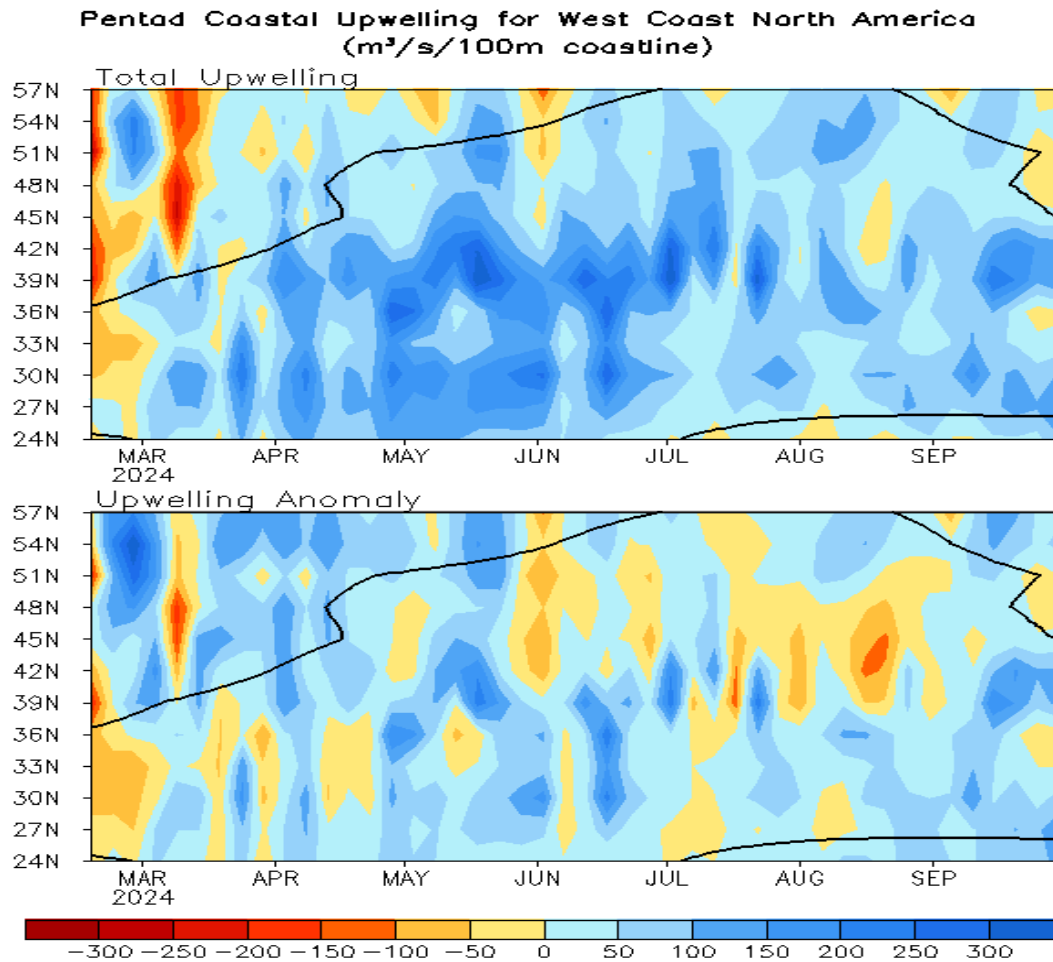 Pentad Coastal Upwelling for West Coast North America
(m³/s/100m coastline)
Total Upwelling
57N
54N
51N
48N
45N
42N
39N
36N
33N
30N
27N
24N
MAR APR MAY JUN JUL AUG SEP
2024
Upwelling Anomaly
57N
54N
51N
48N
45N
42N
39N
36N
33N
30N
27N
24N
MAR APR MAY JUN JUL AUG SEP
2024
−300 −250 −200 −150 −100 −50 0 50 100 150 200 250 300